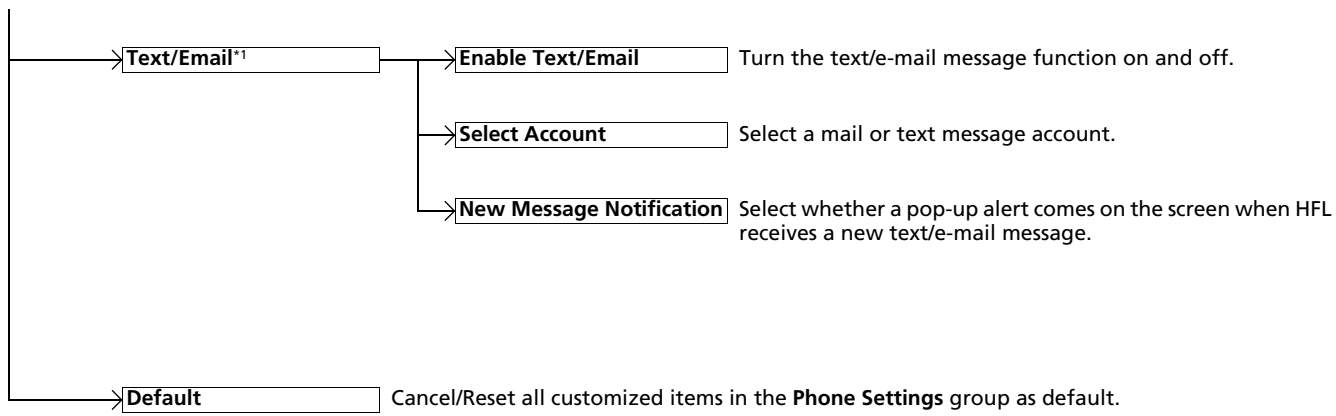 Text/Email*1
Enable Text/Email
Turn the text/e-mail message function on and off.
Select Account
Select a mail or text message account.
New Message Notification
Select whether a pop-up alert comes on the screen when HFL
receives a new text/e-mail message.
Default
Cancel/Reset all customized items in the Phone Settings group as default.